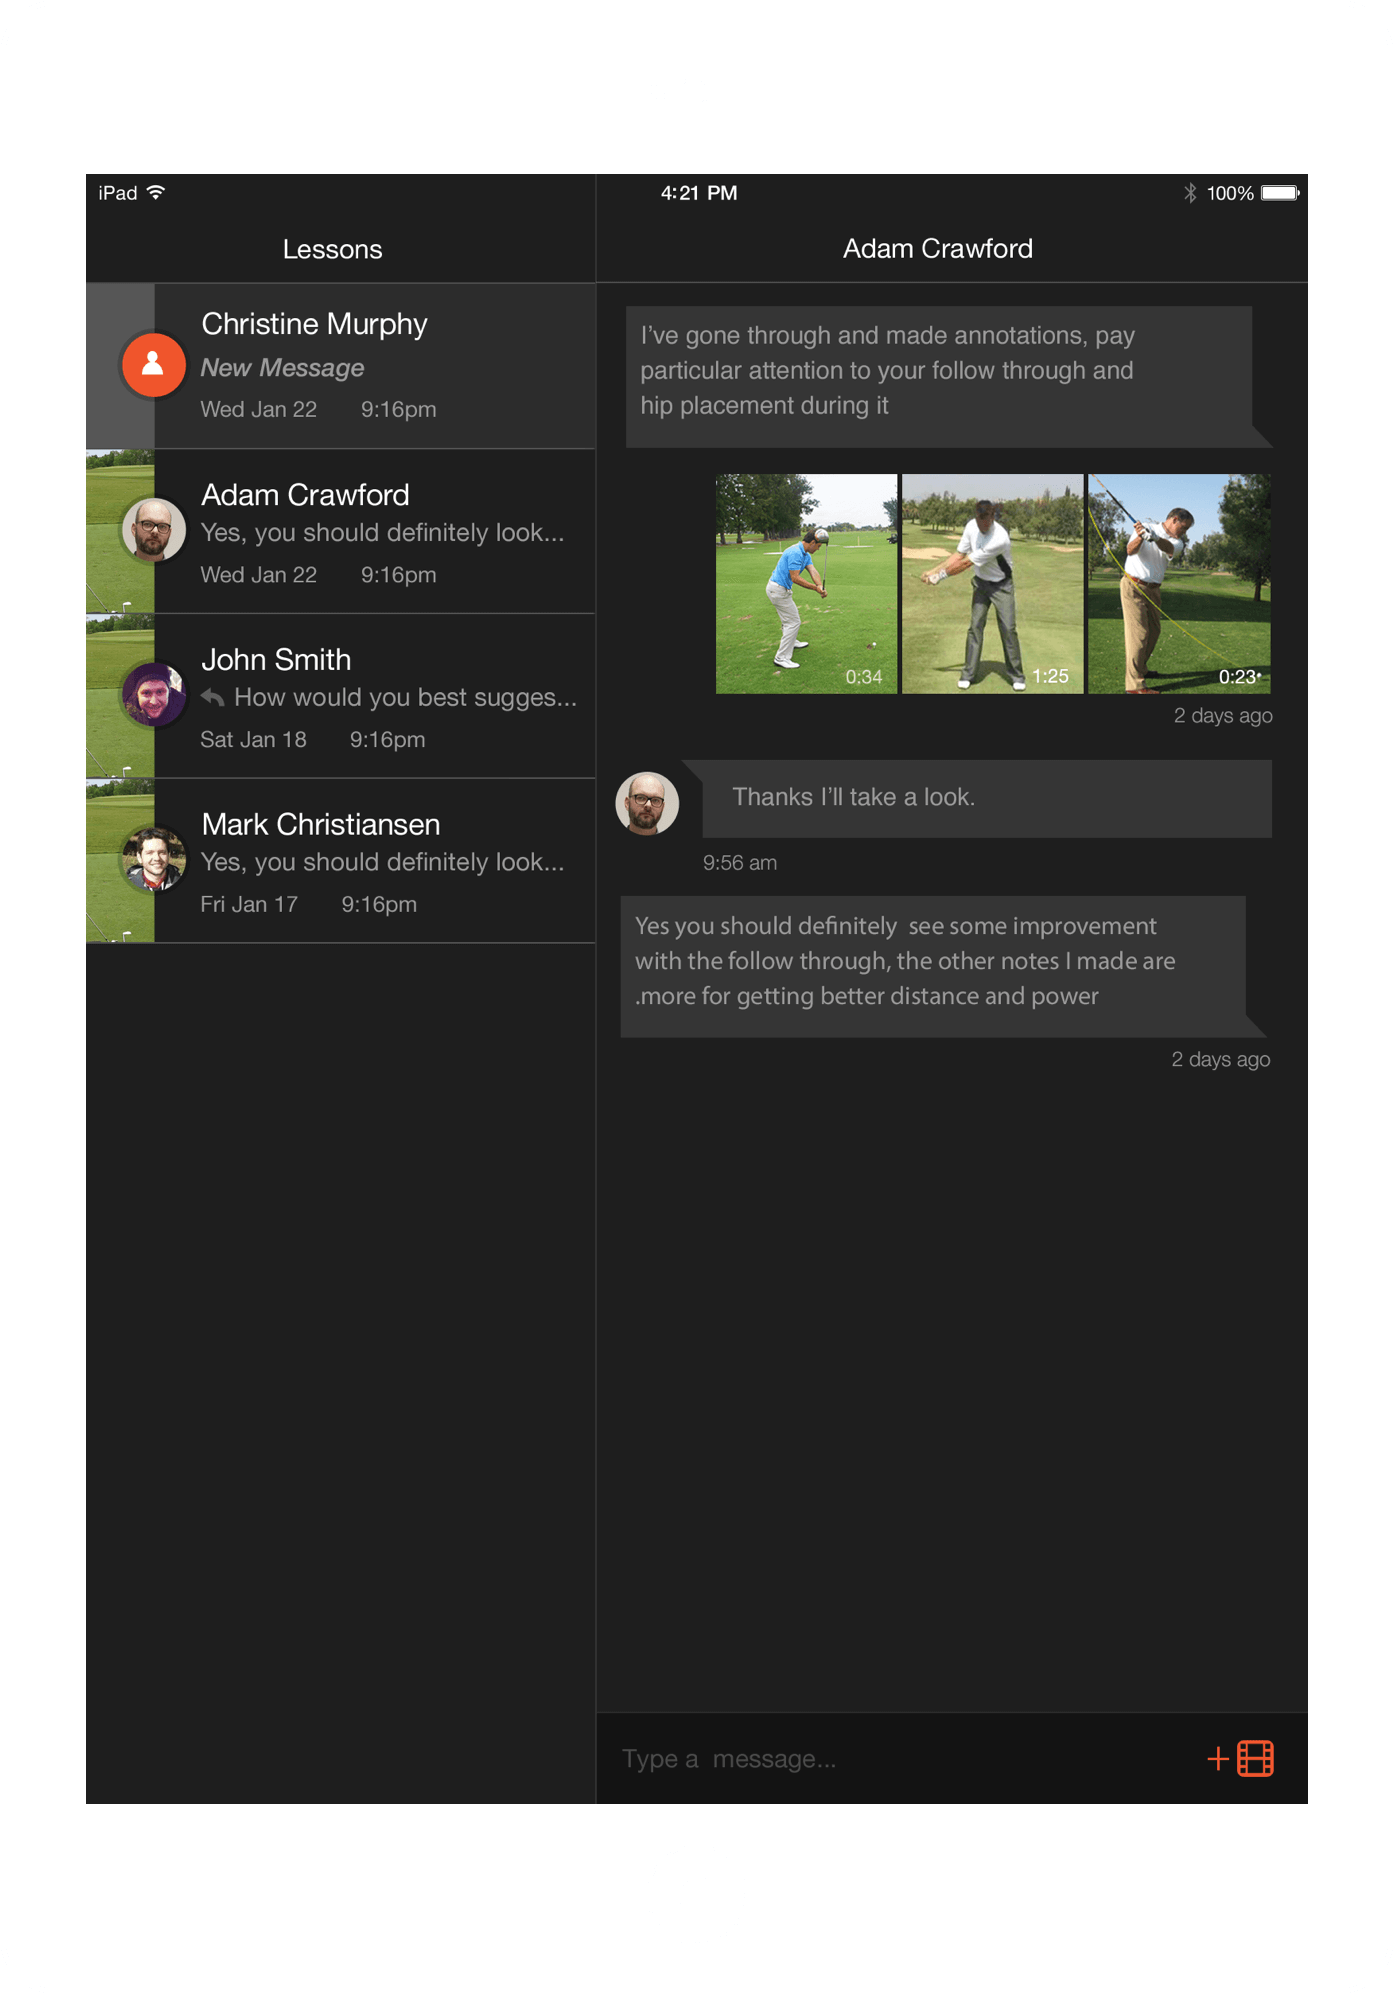 iPad
4:21 PM
100%
Lessons
Christine Murphy
New Message
Wed Jan 22 9:16pm
Adam Crawford
Yes, you should definitely look...
Wed Jan 22 9:16pm
John Smith
How would you best sugges...
Sat Jan 18 9:16pm
Mark Christiansen
Yes, you should definitely look...
Fri Jan 17 9:16pm
Adam Crawford
I’ve gone through and made annotations, pay
particular attention to your follow through and
hip placement during it
0:34
1:25
0:23
2 days ago
Thanks I’ll take a look.
9:56 am
Yes you should definitely  see some improvement
with the follow through, the other notes I made are
.more for getting better distance and power
2 days ago
Type a  message...